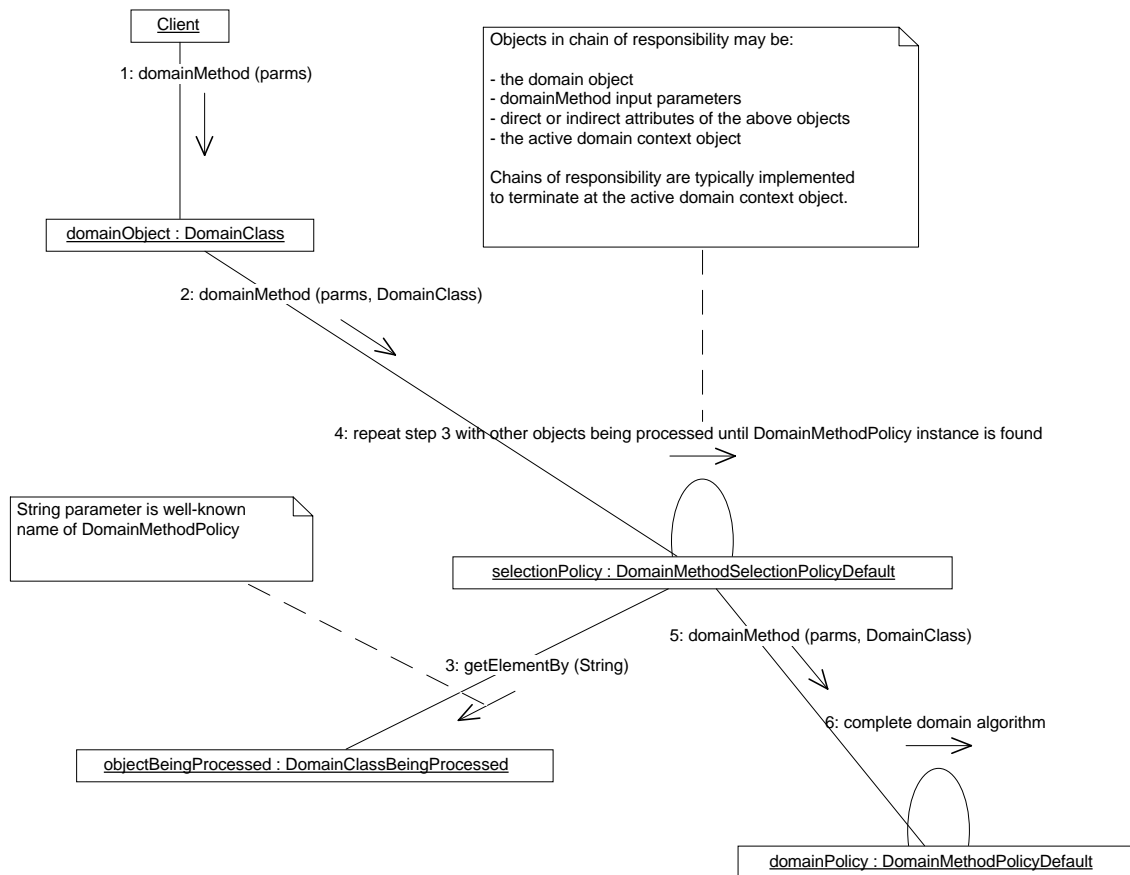 Client
1: domainMethod (parms)
Objects in chain of responsibility may be:
- the domain object
- domainMethod input parameters
- direct or indirect attributes of the above objects
- the active domain context object
Chains of responsibility are typically implemented
to terminate at the active domain context object.
domainObject : DomainClass
2: domainMethod (parms, DomainClass)
4: repeat step 3 with other objects being processed until DomainMethodPolicy instance is found
String parameter is well-known
name of DomainMethodPolicy
selectionPolicy : DomainMethodSelectionPolicyDefault
5: domainMethod (parms, DomainClass)
3: getElementBy (String)
6: complete domain algorithm
objectBeingProcessed : DomainClassBeingProcessed
domainPolicy : DomainMethodPolicyDefault